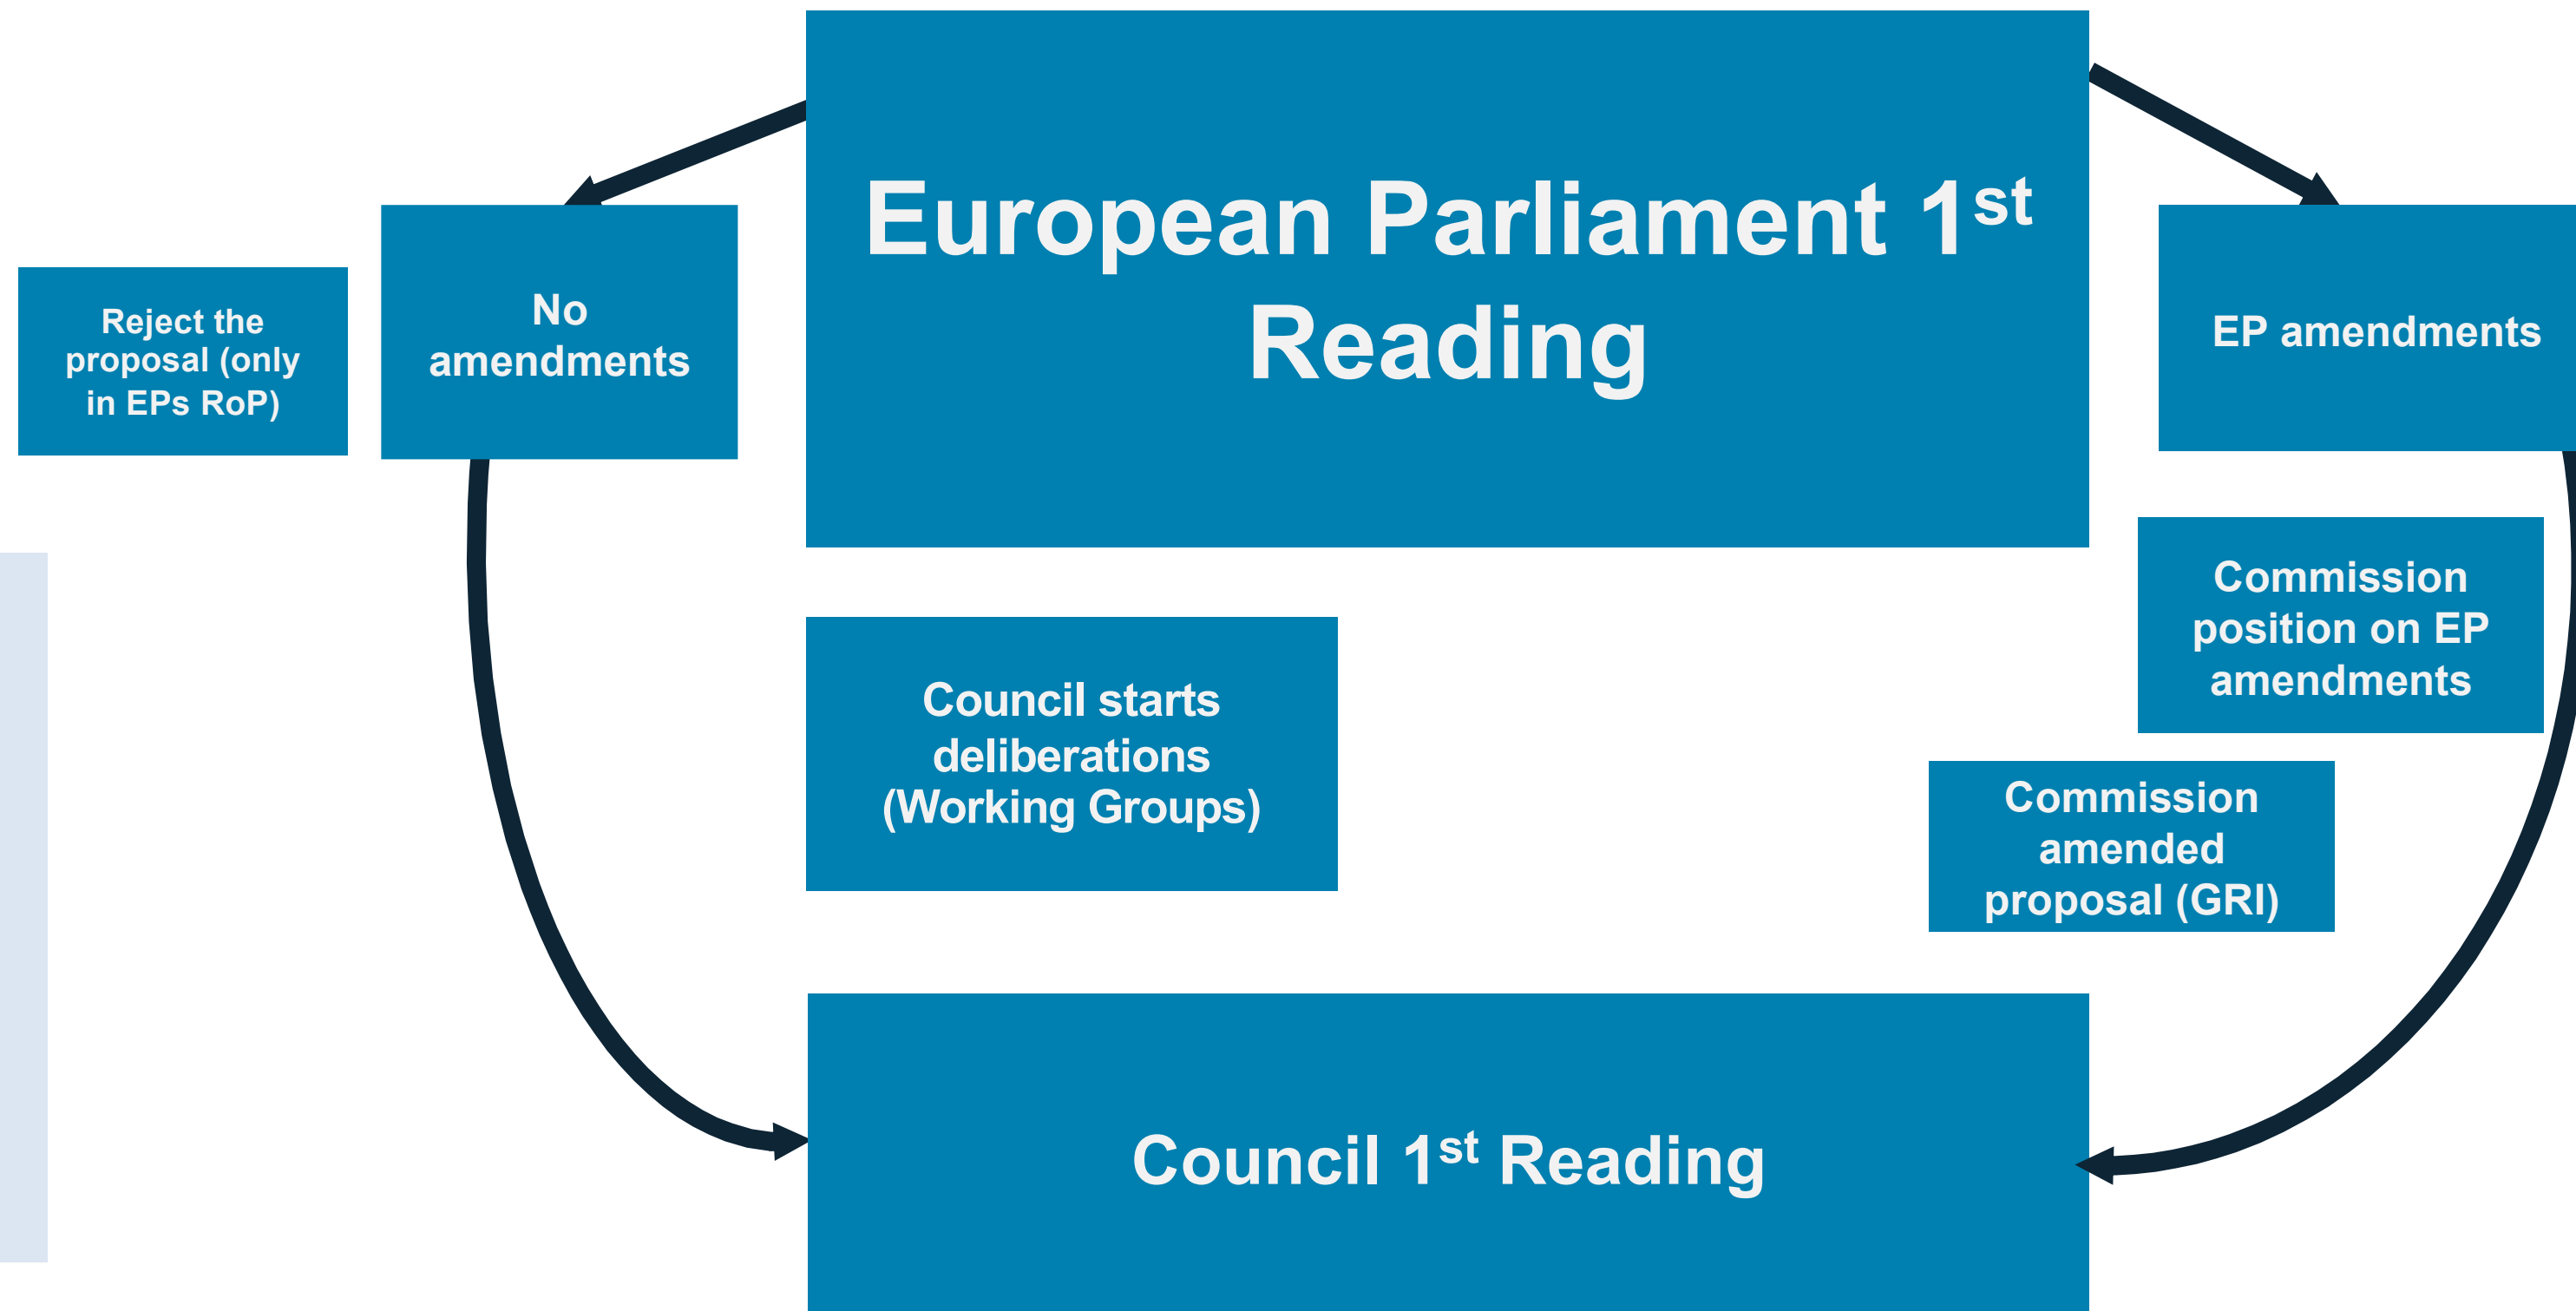 European Parliament 1st
Reading
Reject the
proposal (only
in EPs RoP)
No
amendments
EP amendments
Commission
position on EP
amendments
Council starts
deliberations
(Working Groups)
Commission
amended
proposal (GRI)
Council 1st Reading